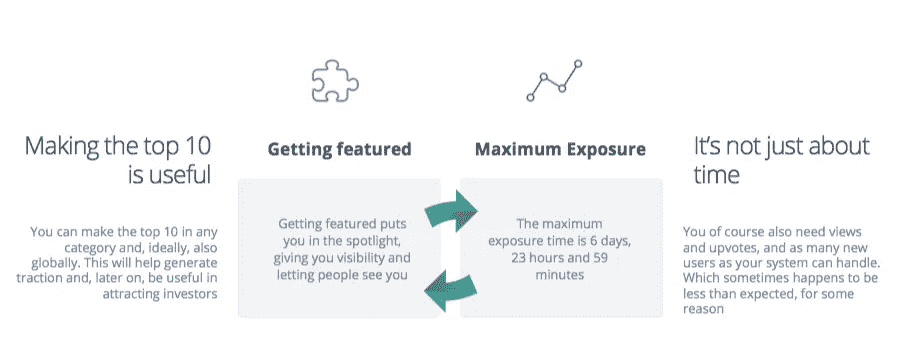 Making the top 10
is useful
You can make the top 10 in any
category and, ideally, also
globally. This will help generate
traction and, later on, be useful in
attracting investors
Getting featured
Getting featured puts
you in the spotlight,
giving you visibility and
letting people see you
Maximum Exposure
The maximum
exposure time is 6 days,
23 hours and 59
minutes
It's not just about
time
You of course also need views
and upvotes, and as many new
users as your system can handle.
Which sometimes happens to be
less than expected, for some
reason